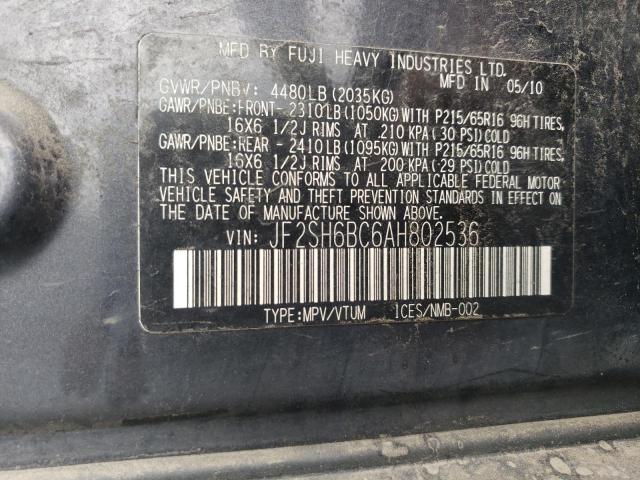 MFD BY FUJI HEAVY INDUSTRIES LTD.
MFD IN 05/10
GVWR/PNBV: 4480LB (2035KG)
GAWR/PNBE:FRONT-2310LB(1050KG)WITH P215/65R16 96H TIRES,
16X6 1/2J RIMS AT 210 KPA(30 PSI)COLD
GAWR/PNBE:REAR -2410LB(1095KG)WITH P215/65R16 96H TIRES,
16X6 1/2J RIMS AT 200 KPA(-29 PSI)COLD
THIS VEHICLE CONFORMS TO ALL APPLICABLE FEDERAL MOTOR
VEHICLE SAFETY AND THEFT PREVENTION STANDARDS IN EFFECT ON
THE DATE OF MANUFACTURE SHOWN ABOVE.
VIN: JF2SH6BC6AH802536
TYPE:MPV/VTUM ICES/NMB-002